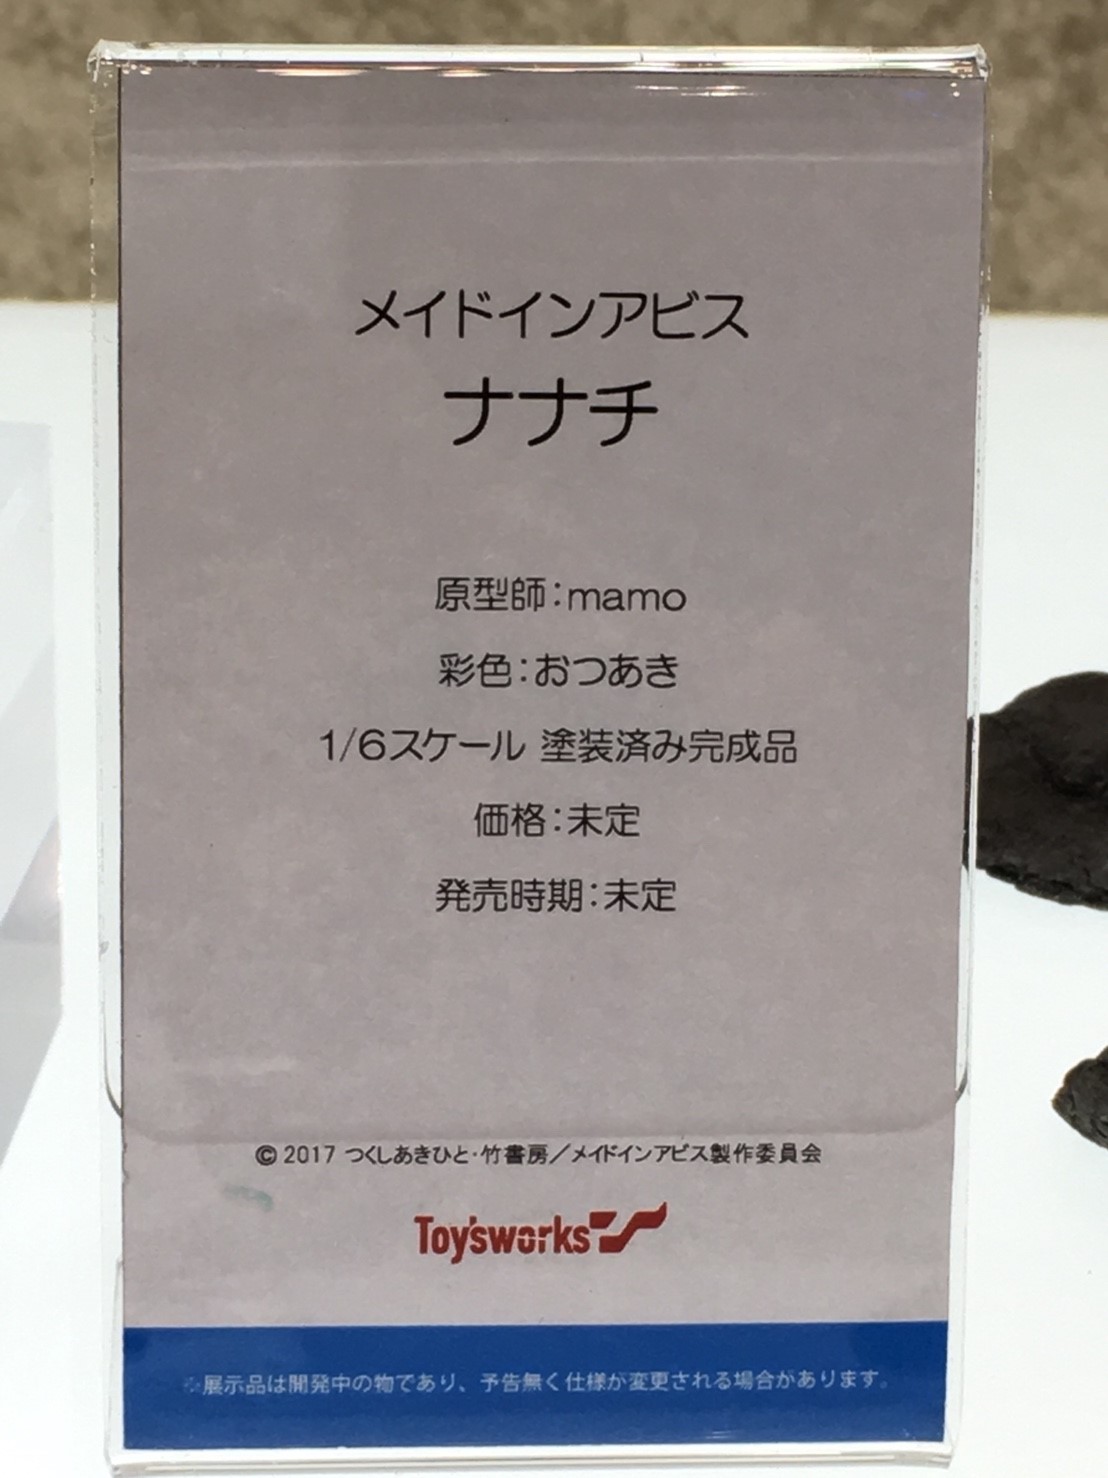 メイドインアビス
ナナチ
原型師:mamo
彩色:おつあき
1/6スケール 塗装済み完成品
価格:未定
発売時期:未定
© 2017 つくしあきひと・竹書房／メイドインアビス製作委員会
Toy'sworks
※展示品は開発中の物であり、予告無く仕様が変更される場合があります。